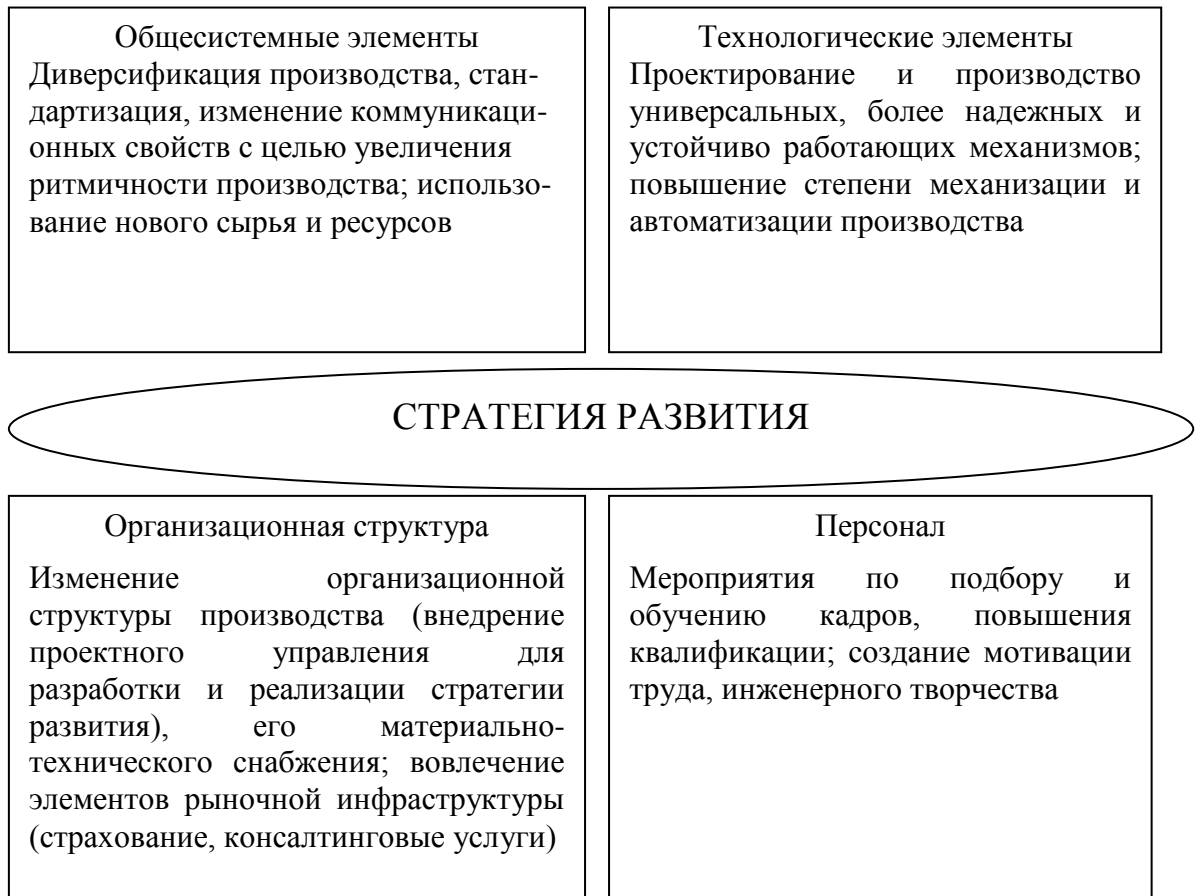 Общесистемные элементы
Диверсификация производства, стан-
дартизация, изменение коммуникаци-
онных свойств с целью увеличения
ритмичности производства; использо-
вание нового сырья и ресурсов
Технологические элементы
Проектирование и производство
универсальных, более надежных и
устойчиво работающих механизмов;
повышение степени механизации и
автоматизации производства
СТРАТЕГИЯ РАЗВИТИЯ
Организационная структура
Изменение организационной
структуры производства (внедрение
проектного управления для
разработки и реализации стратегии
развития), его материально-
технического снабжения; вовлечение
элементов рыночной инфраструктуры
(страхование, консалтинговые услуги)
Персонал
Мероприятия по подбору и
обучению кадров, повышения
квалификации; создание мотивации
труда, инженерного творчества